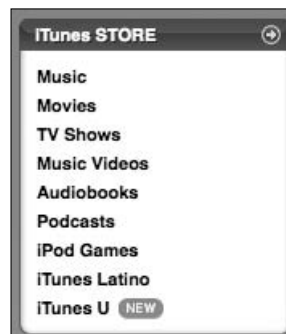 iTunes STORE
Music
Movies
TV Shows
Music Videos
Audiobooks
Podcasts
iPod Games
iTunes Latino
iTunes U NEW